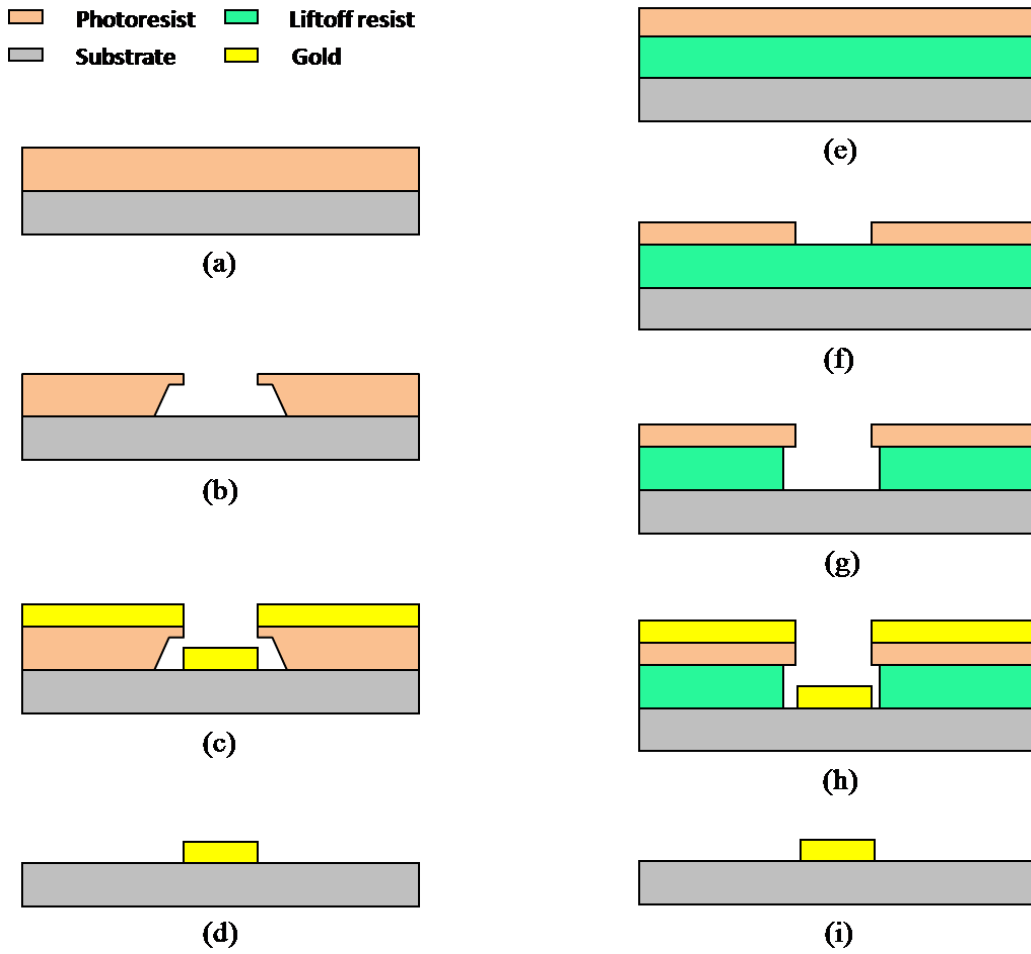 Photoresist Liftoff resist
Substrate Gold
(a)
(b)
(c)
(d)
(e)
(f)
(g)
(h)
(i)